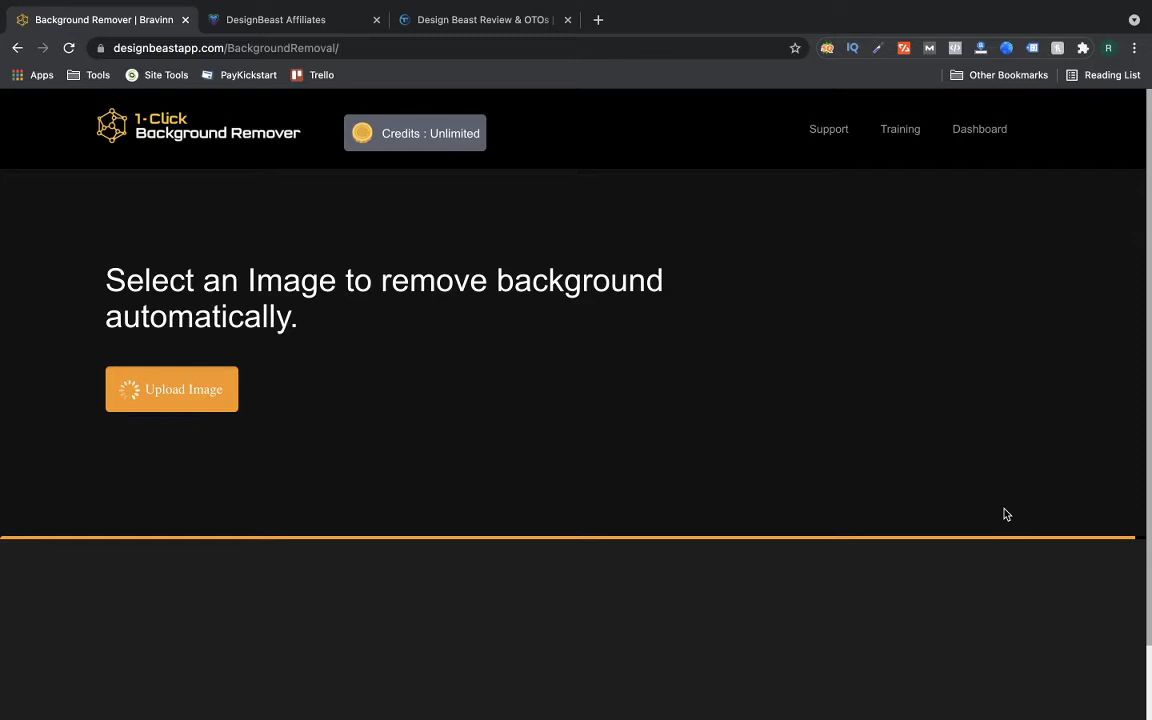 Background Remover | Bravinn
DesignBeast Affiliates
Design Beast Review & OTOs |
designbeastapp.com/BackgroundRemoval/
Apps
Tools
Site Tools
PayKickstart
Trello
Other Bookmarks
Reading List
1-Click
Background Remover
Credits : Unlimited
Support
Training
Dashboard
Select an Image to remove background
automatically.
Upload Image